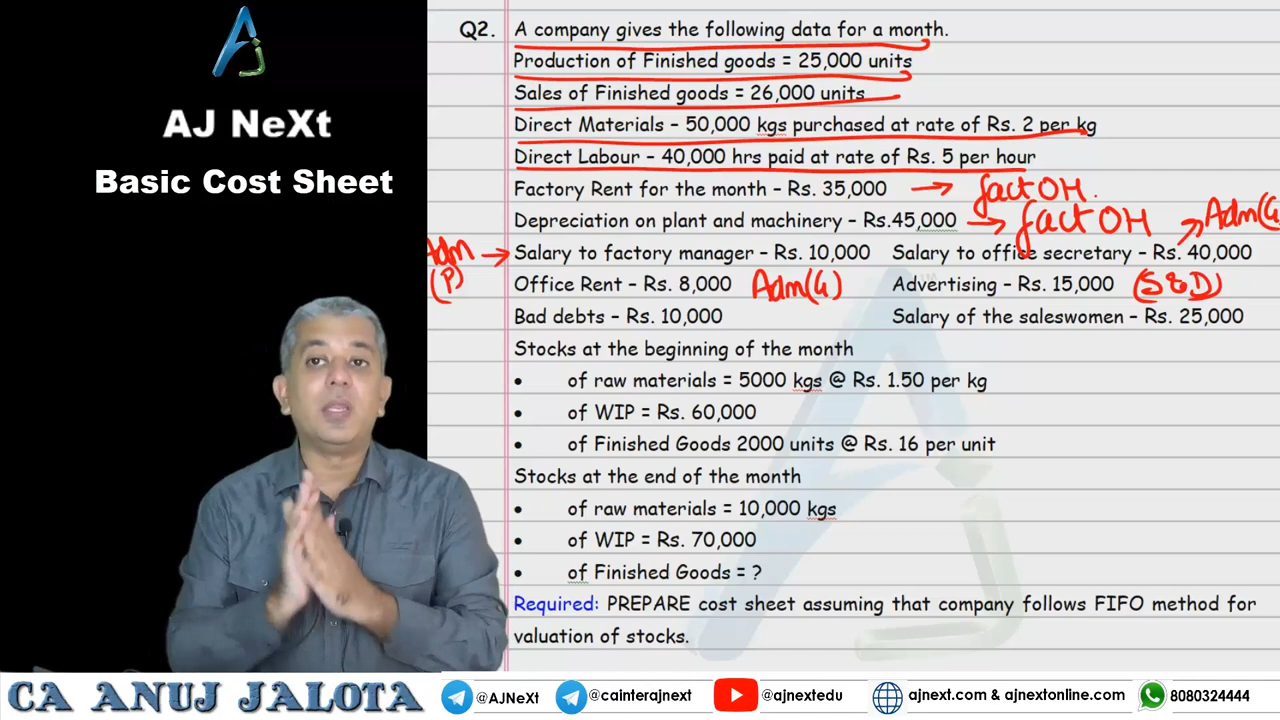 AJ NeXt
Basic Cost Sheet
Q2. A company gives the following data for a month.
Production of Finished goods = 25,000 units
Sales of Finished goods = 26,000 units
Direct Materials – 50,000 kgs purchased at rate of Rs. 2 per kg
Direct Labour – 40,000 hrs paid at rate of Rs. 5 per hour
Factory Rent for the month – Rs. 35,000 → fact OH.
Depreciation on plant and machinery – Rs.45,000 → fact OH Adm(G
Adm (P) → Salary to factory manager – Rs. 10,000 Salary to office secretary – Rs. 40,000
Office Rent – Rs. 8,000 Adm(G) Advertising – Rs. 15,000 (S&D)
Bad debts – Rs. 10,000 Salary of the saleswomen – Rs. 25,000
Stocks at the beginning of the month
• of raw materials = 5000 kgs @ Rs. 1.50 per kg
• of WIP = Rs. 60,000
• of Finished Goods 2000 units @ Rs. 16 per unit
Stocks at the end of the month
• of raw materials = 10,000 kgs
• of WIP = Rs. 70,000
• of Finished Goods = ?
Required: PREPARE cost sheet assuming that company follows FIFO method for
valuation of stocks.
CA ANUJ JALOTA @AJNeXt @cainterajnext @ajnextedu ajnext.com & ajnextonline.com 8080324444